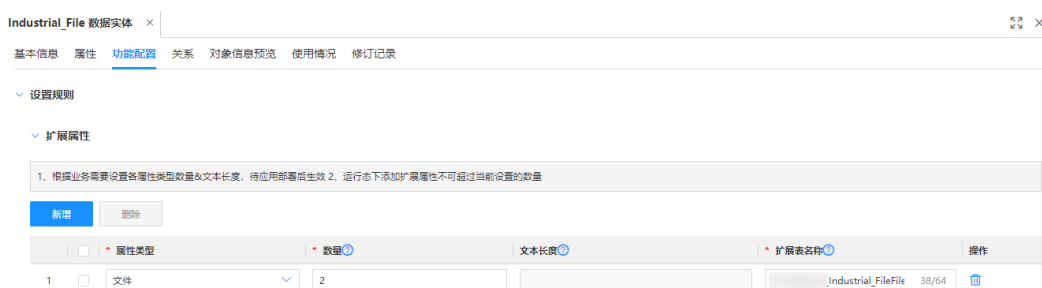 Industrial_File 数据实体 ×
基本信息 属性 功能配置 关系 对象信息预览 使用情况 修订记录
设置规则
扩展属性
1、根据业务需要设置各属性类型数量&文本长度，待应用部署后生效 2、运行态下添加扩展属性不可超过当前设置的数量
新增 删除
* 属性类型 * 数量? 文本长度? * 扩展表名称? 操作
1 文件 2 _Industrial_FileFile 38/64